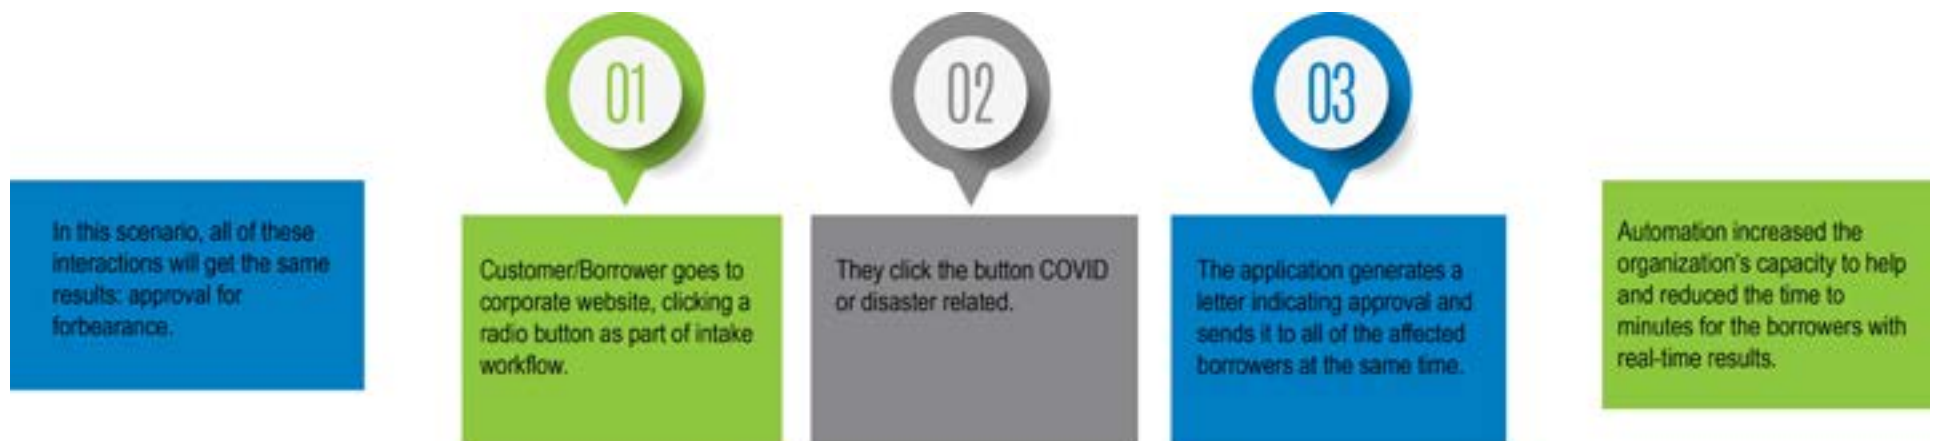 In this scenario, all of these
interactions will get the same
results: approval for
forbearance.
01
Customer/Borrower goes to
corporate website, clicking a
radio button as part of intake
workflow.
02
They click the button COVID
or disaster related.
03
The application generates a
letter indicating approval and
sends it to all of the affected
borrowers at the same time.
Automation increased the
organization's capacity to help
and reduced the time to
minutes for the borrowers with
real-time results.